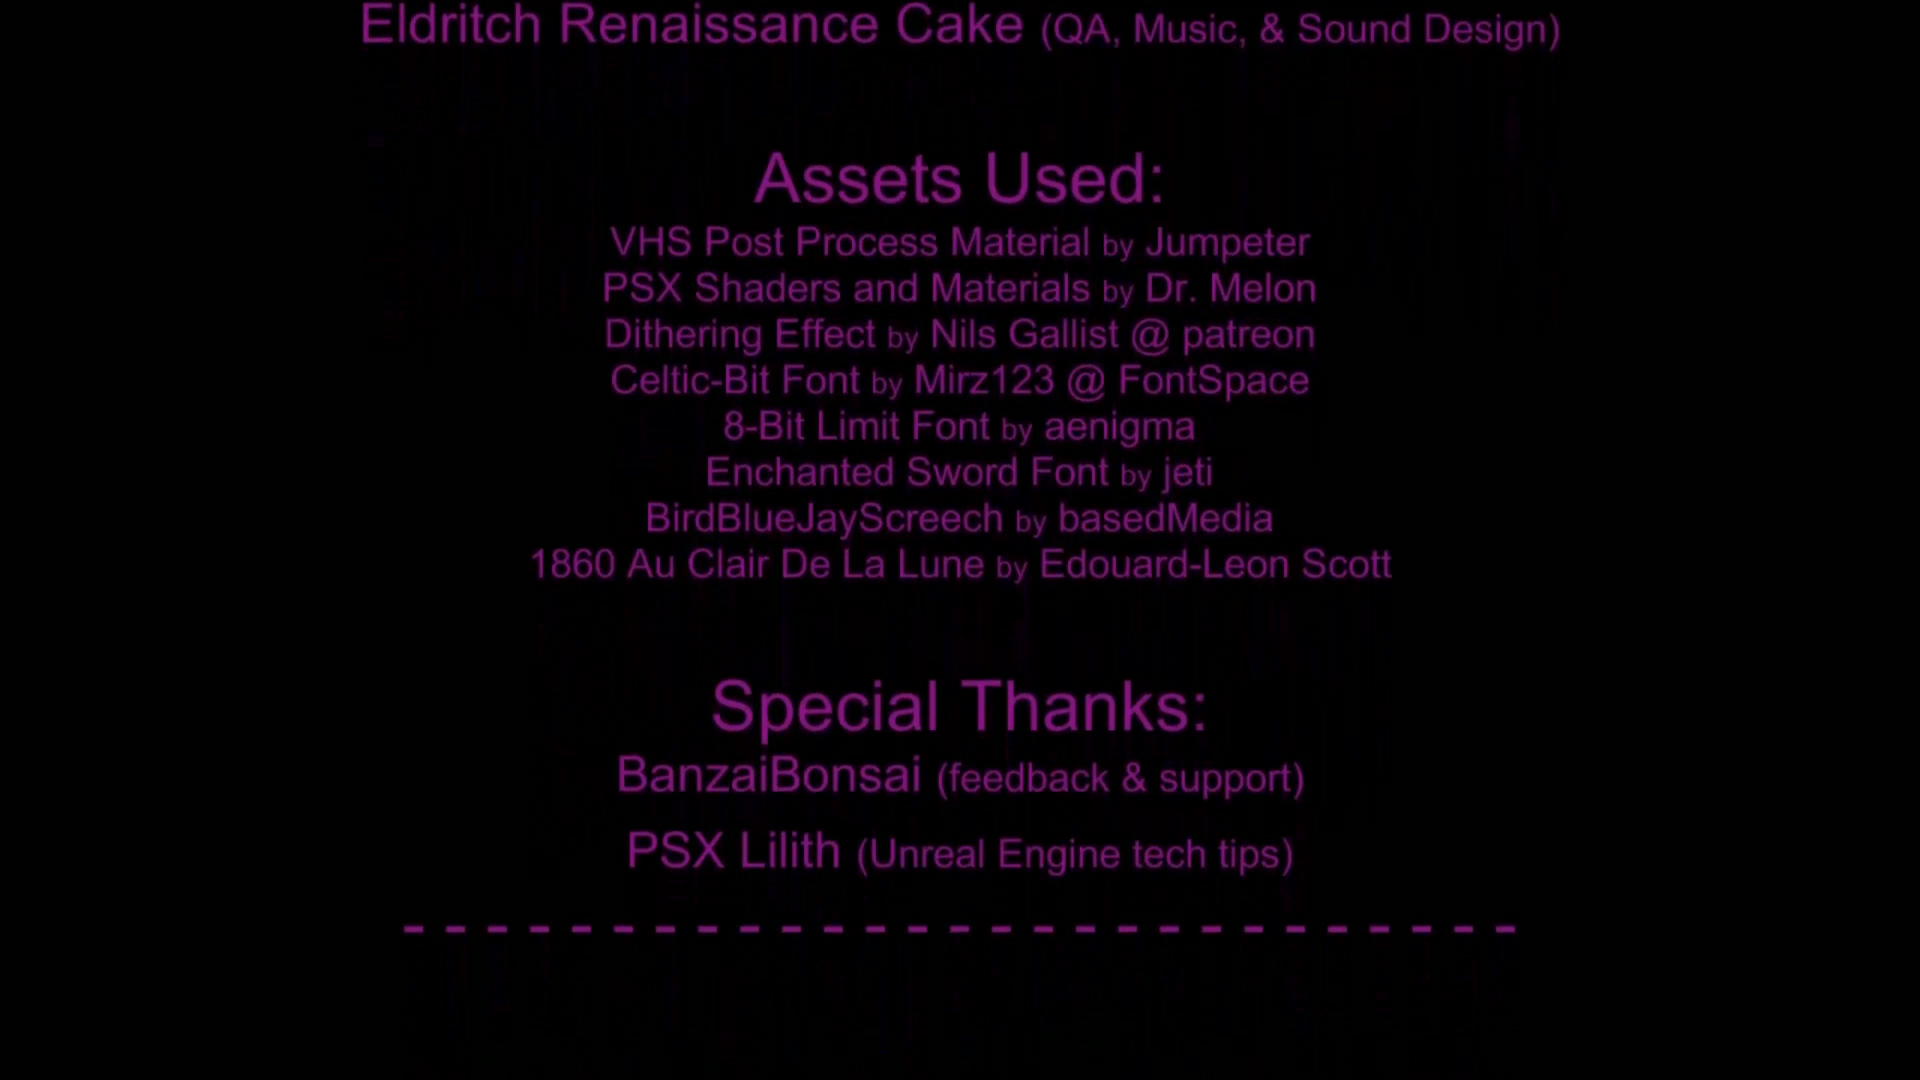 Eldritch Renaissance Cake (QA, Music, & Sound Design)
Assets Used:
VHS Post Process Material by Jumpeter
PSX Shaders and Materials by Dr. Melon
Dithering Effect by Nils Gallist @ patreon
Celtic-Bit Font by Mirz123 @ FontSpace
8-Bit Limit Font by aenigma
Enchanted Sword Font by jeti
BirdBlueJayScreech by basedMedia
1860 Au Clair De La Lune by Edouard-Leon Scott
Special Thanks:
BanzaiBonsai (feedback & support)
PSX Lilith (Unreal Engine tech tips)
- - - - - - - - - - - - - - - - - - - - - - - - - - -